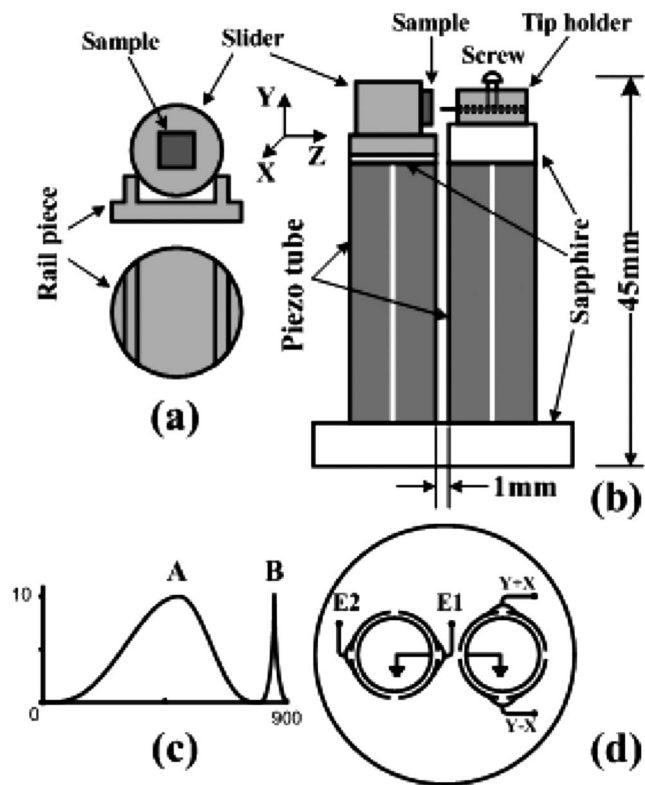 Sample
Slider
Rail piece
(a)
Sample
Tip holder
Screw
Y
X
Z
Piezo tube
Sapphire
45mm
1mm
(b)
10
A
B
0
900
(c)
E2
E1
Y+X
Y-X
(d)